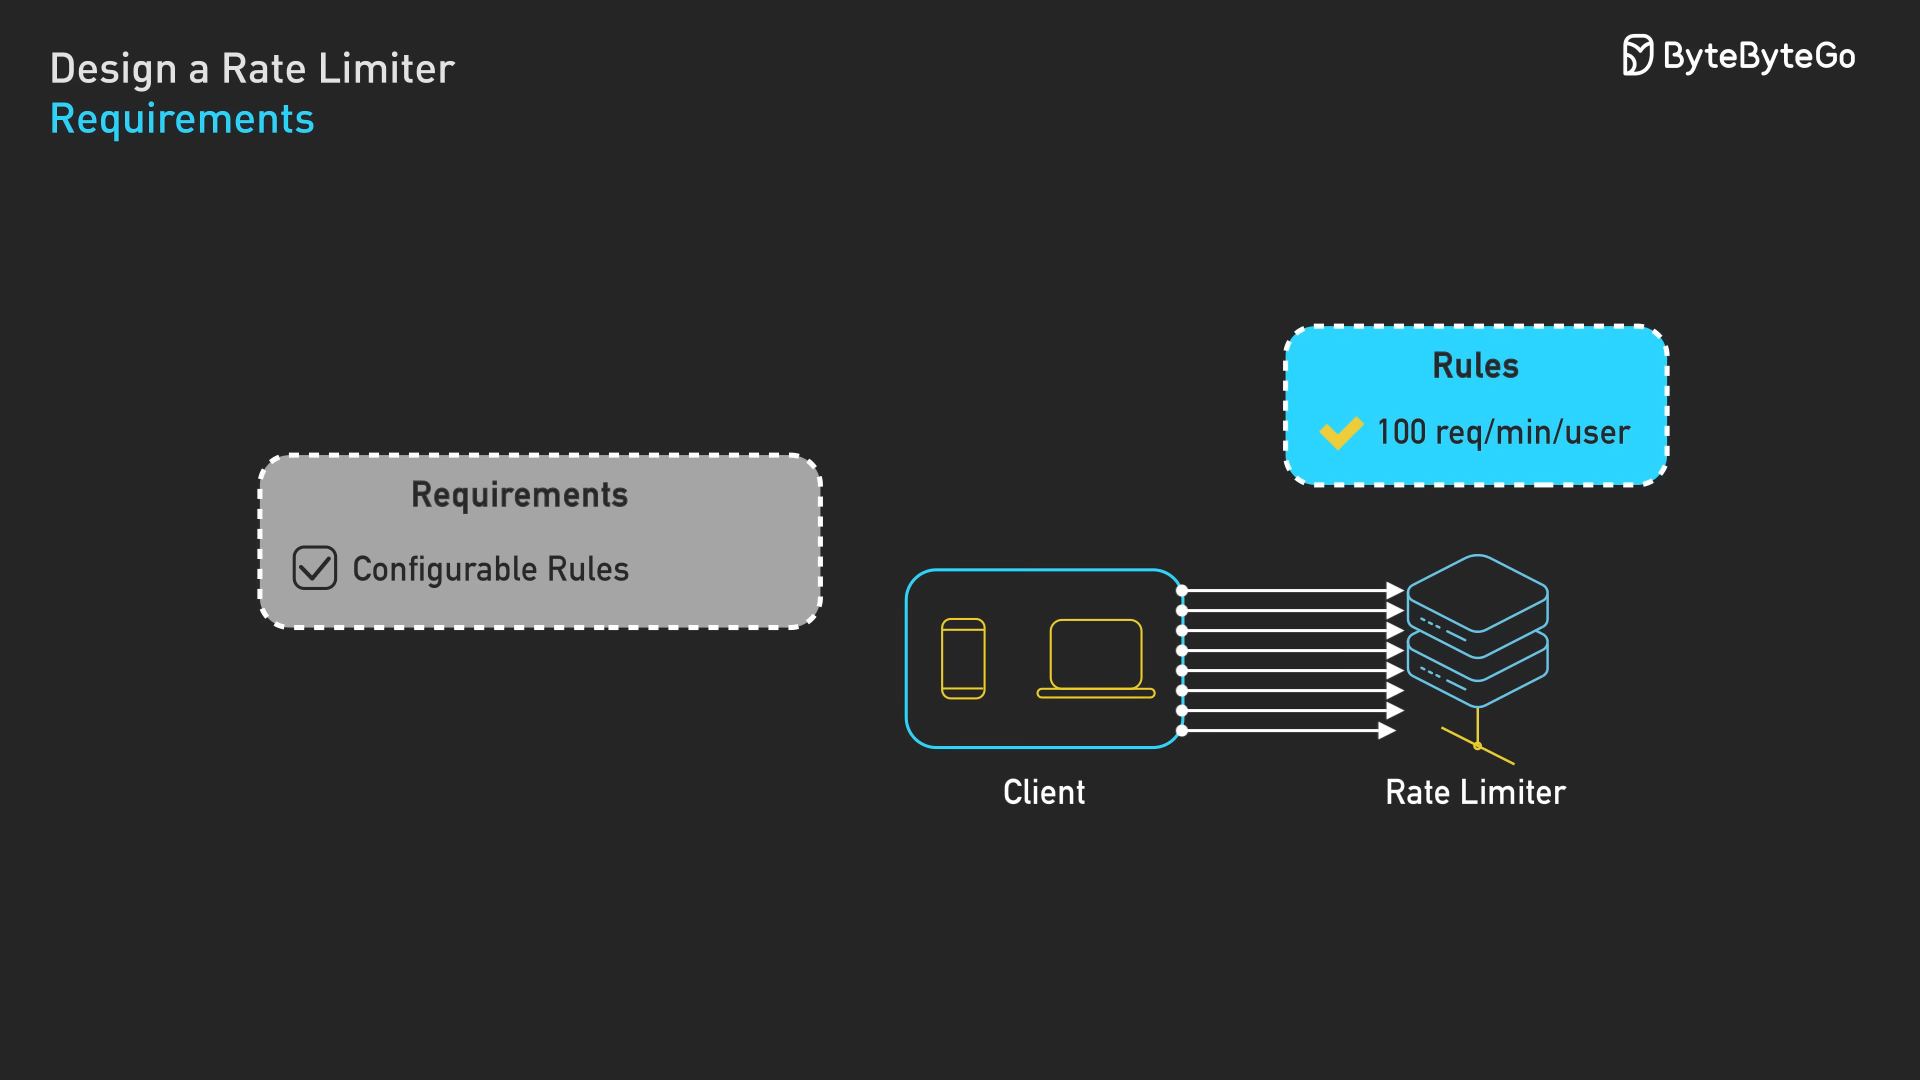 Design a Rate Limiter
Requirements
ByteByteGo
Rules
100 req/min/user
Requirements
Configurable Rules
Client
Rate Limiter